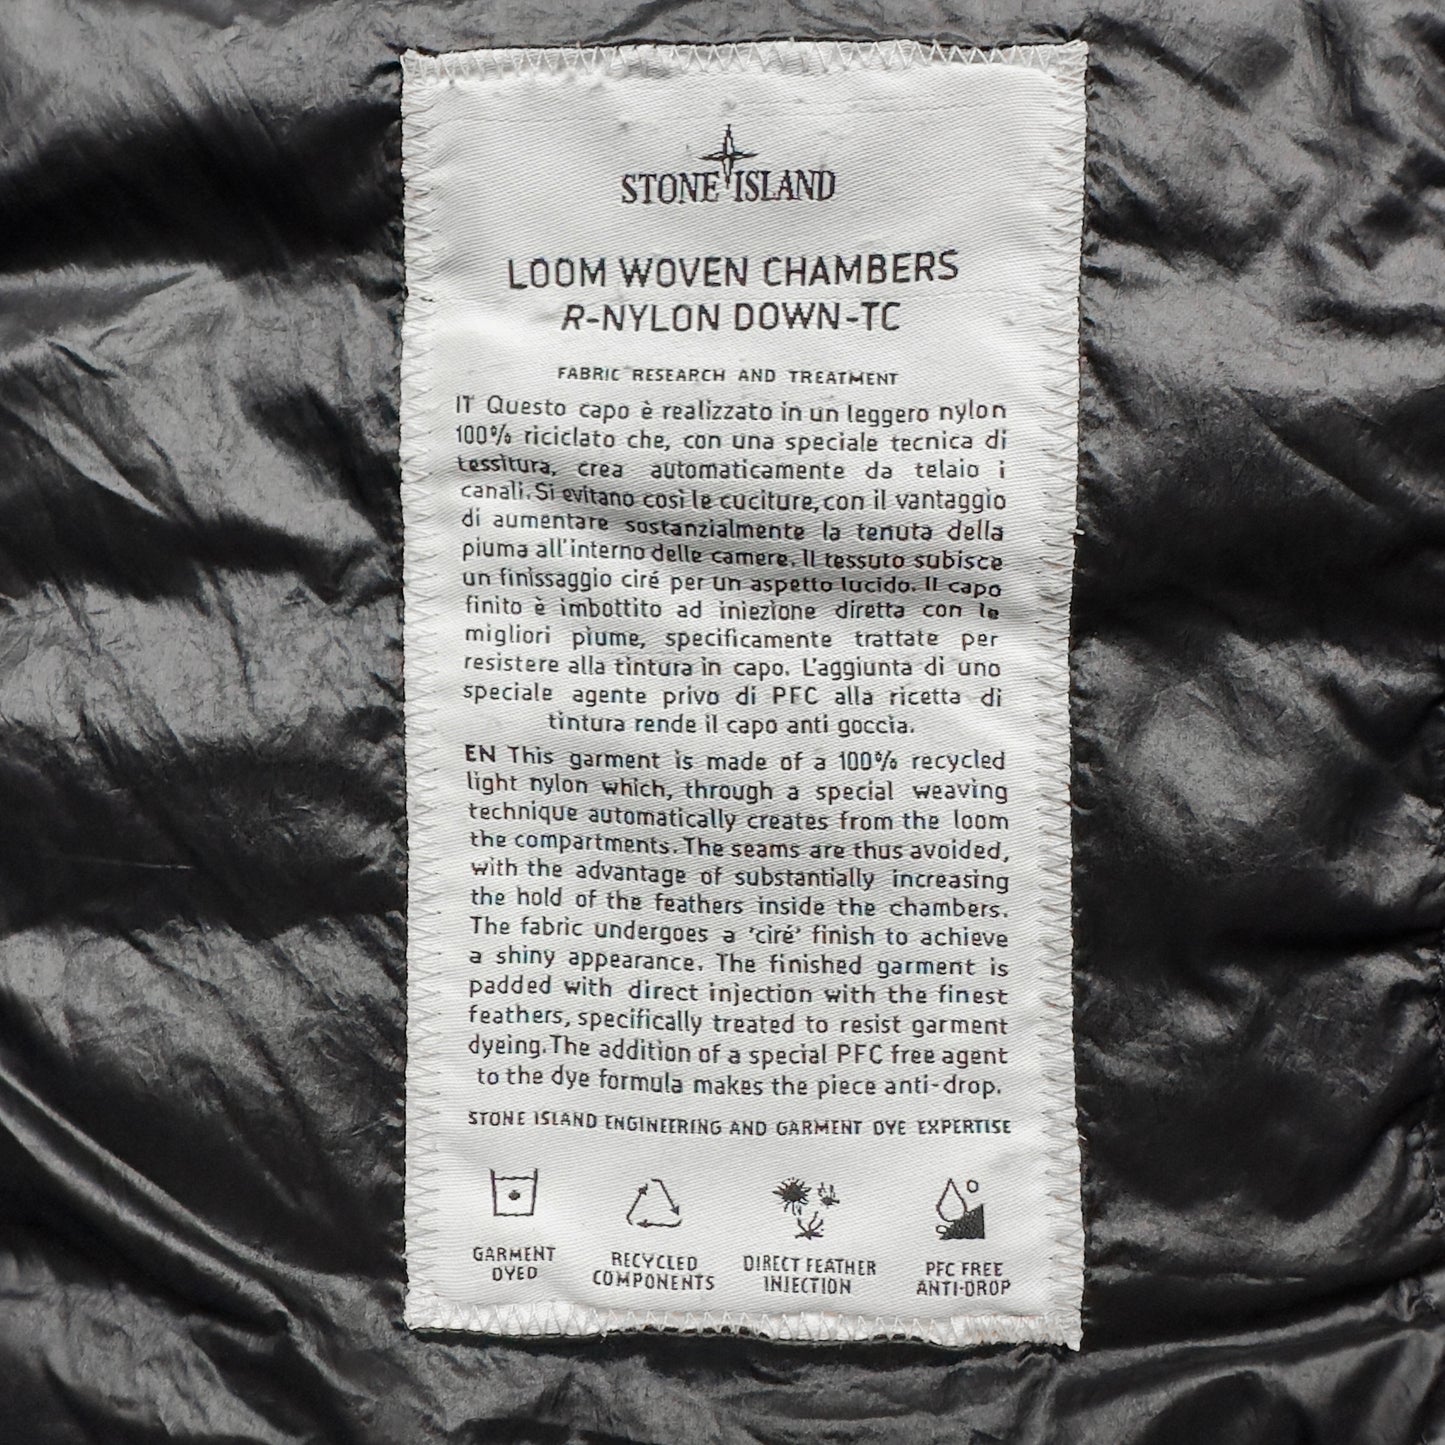 STONE ISLAND
LOOM WOVEN CHAMBERS
R-NYLON DOWN-TC
FABRIC RESEARCH AND TREATMENT
IT Questo capo è realizzato in un leggero nylon
100% riciclato che, con una speciale tecnica di
tessitura, crea automaticamente da telaio i
canali. Si evitano così le cuciture, con il vantaggio
di aumentare sostanzialmente la tenuta della
piuma all'interno delle camere. Il tessuto subisce
un finissaggio ciré per un aspetto lucido. Il capo
finito è imbottito ad iniezione diretta con le
migliori piume, specificamente trattate per
resistere alla tintura in capo. L'aggiunta di uno
speciale agente privo di PFC alla ricetta di
tintura rende il capo anti goccia.
EN This garment is made of a 100% recycled
light nylon which, through a special weaving
technique automatically creates from the loom
the compartments. The seams are thus avoided,
with the advantage of substantially increasing
the hold of the feathers inside the chambers.
The fabric undergoes a 'ciré' finish to achieve
a shiny appearance. The finished garment is
padded with direct injection with the finest
feathers, specifically treated to resist garment
dyeing. The addition of a special PFC free agent
to the dye formula makes the piece anti-drop.
STONE ISLAND ENGINEERING AND GARMENT DYE EXPERTISE
GARMENT
DYED
RECYCLED
COMPONENTS
DIRECT FEATHER
INJECTION
PFC FREE
ANTI-DROP